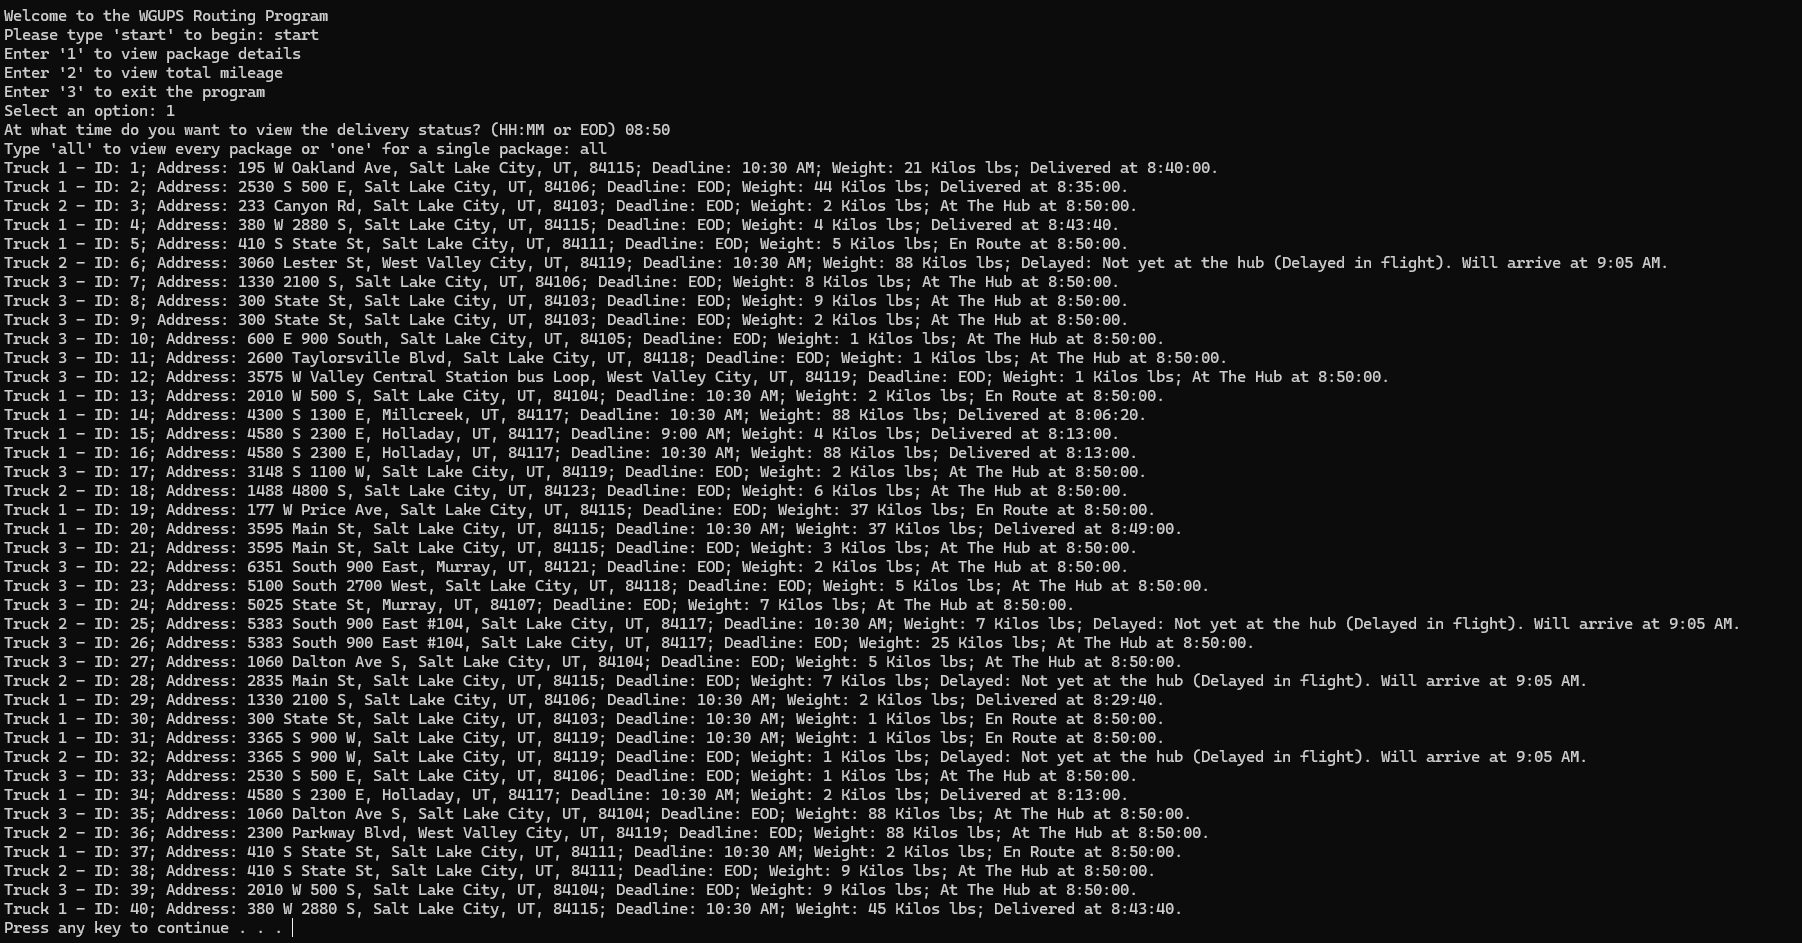 Welcome to the WGUPS Routing Program
Please type 'start' to begin: start
Enter '1' to view package details
Enter '2' to view total mileage
Enter '3' to exit the program
Select an option: 1
At what time do you want to view the delivery status? (HH:MM or EOD) 08:50
Type 'all' to view every package or 'one' for a single package: all
Truck 1 - ID: 1; Address: 195 W Oakland Ave, Salt Lake City, UT, 84115; Deadline: 10:30 AM; Weight: 21 Kilos lbs; Delivered at 8:40:00.
Truck 1 - ID: 2; Address: 2530 S 500 E, Salt Lake City, UT, 84106; Deadline: EOD; Weight: 44 Kilos lbs; Delivered at 8:35:00.
Truck 2 - ID: 3; Address: 233 Canyon Rd, Salt Lake City, UT, 84103; Deadline: EOD; Weight: 2 Kilos lbs; At The Hub at 8:50:00.
Truck 1 - ID: 4; Address: 380 W 2880 S, Salt Lake City, UT, 84115; Deadline: EOD; Weight: 4 Kilos lbs; Delivered at 8:43:40.
Truck 1 - ID: 5; Address: 410 S State St, Salt Lake City, UT, 84111; Deadline: EOD; Weight: 5 Kilos lbs; En Route at 8:50:00.
Truck 2 - ID: 6; Address: 3060 Lester St, West Valley City, UT, 84119; Deadline: 10:30 AM; Weight: 88 Kilos lbs; Delayed: Not yet at the hub (Delayed in flight). Will arrive at 9:05 AM.
Truck 3 - ID: 7; Address: 1330 2100 S, Salt Lake City, UT, 84106; Deadline: EOD; Weight: 8 Kilos lbs; At The Hub at 8:50:00.
Truck 3 - ID: 8; Address: 300 State St, Salt Lake City, UT, 84103; Deadline: EOD; Weight: 9 Kilos lbs; At The Hub at 8:50:00.
Truck 3 - ID: 9; Address: 300 State St, Salt Lake City, UT, 84103; Deadline: EOD; Weight: 2 Kilos lbs; At The Hub at 8:50:00.
Truck 3 - ID: 10; Address: 600 E 900 South, Salt Lake City, UT, 84105; Deadline: EOD; Weight: 1 Kilos lbs; At The Hub at 8:50:00.
Truck 3 - ID: 11; Address: 2600 Taylorsville Blvd, Salt Lake City, UT, 84118; Deadline: EOD; Weight: 1 Kilos lbs; At The Hub at 8:50:00.
Truck 3 - ID: 12; Address: 3575 W Valley Central Station bus Loop, West Valley City, UT, 84119; Deadline: EOD; Weight: 1 Kilos lbs; At The Hub at 8:50:00.
Truck 1 - ID: 13; Address: 2010 W 500 S, Salt Lake City, UT, 84104; Deadline: 10:30 AM; Weight: 2 Kilos lbs; En Route at 8:50:00.
Truck 1 - ID: 14; Address: 4300 S 1300 E, Millcreek, UT, 84117; Deadline: 10:30 AM; Weight: 88 Kilos lbs; Delivered at 8:06:20.
Truck 1 - ID: 15; Address: 4580 S 2300 E, Holladay, UT, 84117; Deadline: 9:00 AM; Weight: 4 Kilos lbs; Delivered at 8:13:00.
Truck 1 - ID: 16; Address: 4580 S 2300 E, Holladay, UT, 84117; Deadline: 10:30 AM; Weight: 88 Kilos lbs; Delivered at 8:13:00.
Truck 3 - ID: 17; Address: 3148 S 1100 W, Salt Lake City, UT, 84119; Deadline: EOD; Weight: 2 Kilos lbs; At The Hub at 8:50:00.
Truck 2 - ID: 18; Address: 1488 4800 S, Salt Lake City, UT, 84123; Deadline: EOD; Weight: 6 Kilos lbs; At The Hub at 8:50:00.
Truck 1 - ID: 19; Address: 177 W Price Ave, Salt Lake City, UT, 84115; Deadline: EOD; Weight: 37 Kilos lbs; En Route at 8:50:00.
Truck 1 - ID: 20; Address: 3595 Main St, Salt Lake City, UT, 84115; Deadline: 10:30 AM; Weight: 37 Kilos lbs; Delivered at 8:49:00.
Truck 3 - ID: 21; Address: 3595 Main St, Salt Lake City, UT, 84115; Deadline: EOD; Weight: 3 Kilos lbs; At The Hub at 8:50:00.
Truck 3 - ID: 22; Address: 6351 South 900 East, Murray, UT, 84121; Deadline: EOD; Weight: 2 Kilos lbs; At The Hub at 8:50:00.
Truck 3 - ID: 23; Address: 5100 South 2700 West, Salt Lake City, UT, 84118; Deadline: EOD; Weight: 5 Kilos lbs; At The Hub at 8:50:00.
Truck 3 - ID: 24; Address: 5025 State St, Murray, UT, 84107; Deadline: EOD; Weight: 7 Kilos lbs; At The Hub at 8:50:00.
Truck 2 - ID: 25; Address: 5383 South 900 East #104, Salt Lake City, UT, 84117; Deadline: 10:30 AM; Weight: 7 Kilos lbs; Delayed: Not yet at the hub (Delayed in flight). Will arrive at 9:05 AM.
Truck 3 - ID: 26; Address: 5383 South 900 East #104, Salt Lake City, UT, 84117; Deadline: EOD; Weight: 25 Kilos lbs; At The Hub at 8:50:00.
Truck 3 - ID: 27; Address: 1060 Dalton Ave S, Salt Lake City, UT, 84104; Deadline: EOD; Weight: 5 Kilos lbs; At The Hub at 8:50:00.
Truck 2 - ID: 28; Address: 2835 Main St, Salt Lake City, UT, 84115; Deadline: EOD; Weight: 7 Kilos lbs; Delayed: Not yet at the hub (Delayed in flight). Will arrive at 9:05 AM.
Truck 1 - ID: 29; Address: 1330 2100 S, Salt Lake City, UT, 84106; Deadline: 10:30 AM; Weight: 2 Kilos lbs; Delivered at 8:29:40.
Truck 1 - ID: 30; Address: 300 State St, Salt Lake City, UT, 84103; Deadline: 10:30 AM; Weight: 1 Kilos lbs; En Route at 8:50:00.
Truck 1 - ID: 31; Address: 3365 S 900 W, Salt Lake City, UT, 84119; Deadline: 10:30 AM; Weight: 1 Kilos lbs; En Route at 8:50:00.
Truck 2 - ID: 32; Address: 3365 S 900 W, Salt Lake City, UT, 84119; Deadline: EOD; Weight: 1 Kilos lbs; Delayed: Not yet at the hub (Delayed in flight). Will arrive at 9:05 AM.
Truck 3 - ID: 33; Address: 2530 S 500 E, Salt Lake City, UT, 84106; Deadline: EOD; Weight: 1 Kilos lbs; At The Hub at 8:50:00.
Truck 1 - ID: 34; Address: 4580 S 2300 E, Holladay, UT, 84117; Deadline: 10:30 AM; Weight: 2 Kilos lbs; Delivered at 8:13:00.
Truck 3 - ID: 35; Address: 1060 Dalton Ave S, Salt Lake City, UT, 84104; Deadline: EOD; Weight: 88 Kilos lbs; At The Hub at 8:50:00.
Truck 2 - ID: 36; Address: 2300 Parkway Blvd, West Valley City, UT, 84119; Deadline: EOD; Weight: 88 Kilos lbs; At The Hub at 8:50:00.
Truck 1 - ID: 37; Address: 410 S State St, Salt Lake City, UT, 84111; Deadline: 10:30 AM; Weight: 2 Kilos lbs; En Route at 8:50:00.
Truck 2 - ID: 38; Address: 410 S State St, Salt Lake City, UT, 84111; Deadline: EOD; Weight: 9 Kilos lbs; At The Hub at 8:50:00.
Truck 3 - ID: 39; Address: 2010 W 500 S, Salt Lake City, UT, 84104; Deadline: EOD; Weight: 9 Kilos lbs; At The Hub at 8:50:00.
Truck 1 - ID: 40; Address: 380 W 2880 S, Salt Lake City, UT, 84115; Deadline: 10:30 AM; Weight: 45 Kilos lbs; Delivered at 8:43:40.
Press any key to continue . . .